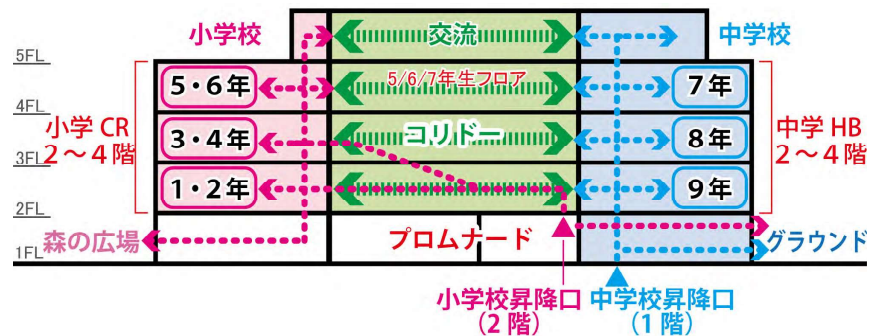 小学校
交流
中学校
5FL
5・6年
5/6/7年生フロア
7年
4FL
小学CR
2～4階
3・4年
コリドー
8年
中学HB
2～4階
3FL
1・2年
9年
2FL
森の広場
プロムナード
グラウンド
1FL
小学校昇降口
（2階）
中学校昇降口
（1階）